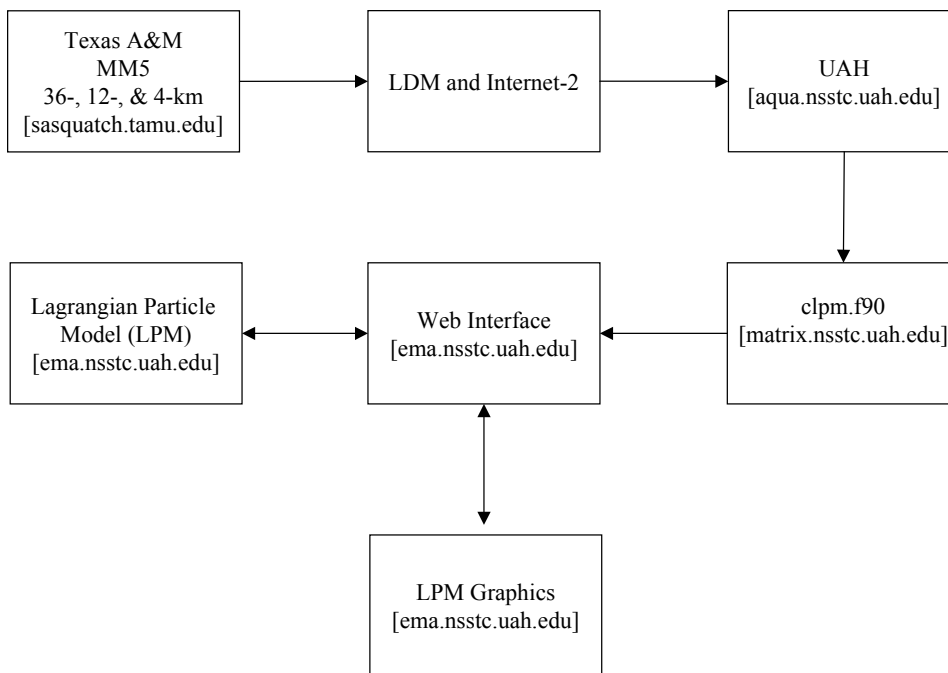 Texas A&M
MM5
36-, 12-, & 4-km
[sasquatch.tamu.edu]
LDM and Internet-2
UAH
[aqua.nsstc.uah.edu]
Lagrangian Particle
Model (LPM)
[ema.nsstc.uah.edu]
Web Interface
[ema.nsstc.uah.edu]
clpm.f90
[matrix.nsstc.uah.edu]
LPM Graphics
[ema.nsstc.uah.edu]